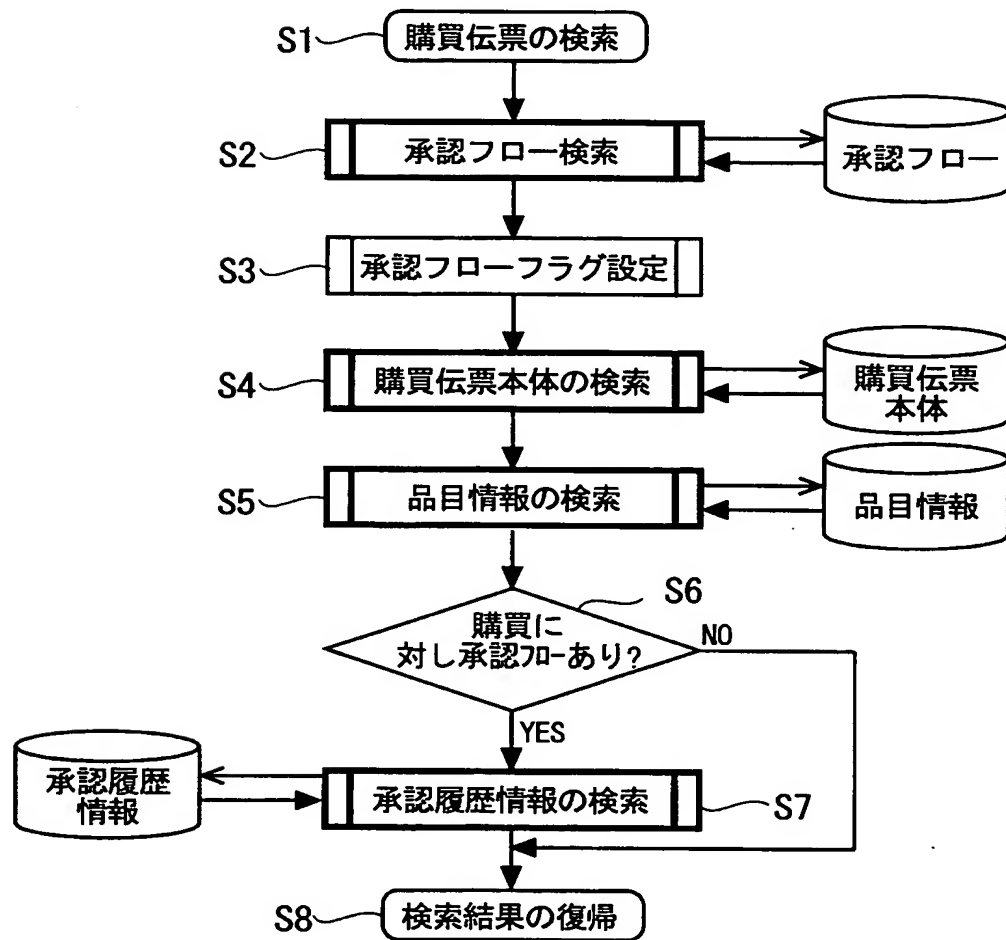 S1
購買伝票の検索
S2
承認フロー検索
承認フロー
S3
承認フローフラグ設定
S4
購買伝票本体の検索
購買伝票
本体
S5
品目情報の検索
品目情報
S6
購買に
対し承認フローあり?
NO
YES
承認履歴
情報
承認履歴情報の検索
S7
S8
検索結果の復帰